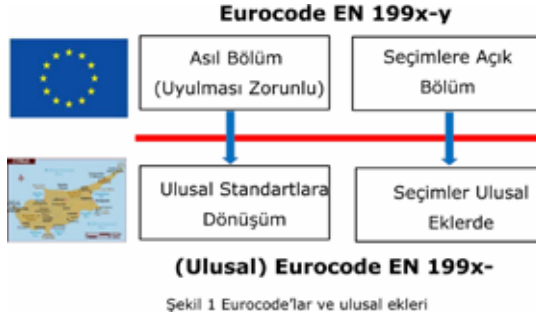 Eurocode EN 199x-y
Asıl Bölüm
(Uyulması Zorunlu)
Seçimlere Açık
Bölüm
Ulusal Standartlara
Dönüşüm
Seçimler Ulusal
Eklerde
(Ulusal) Eurocode EN 199x-
Şekil 1 Eurocode'lar ve ulusal ekleri